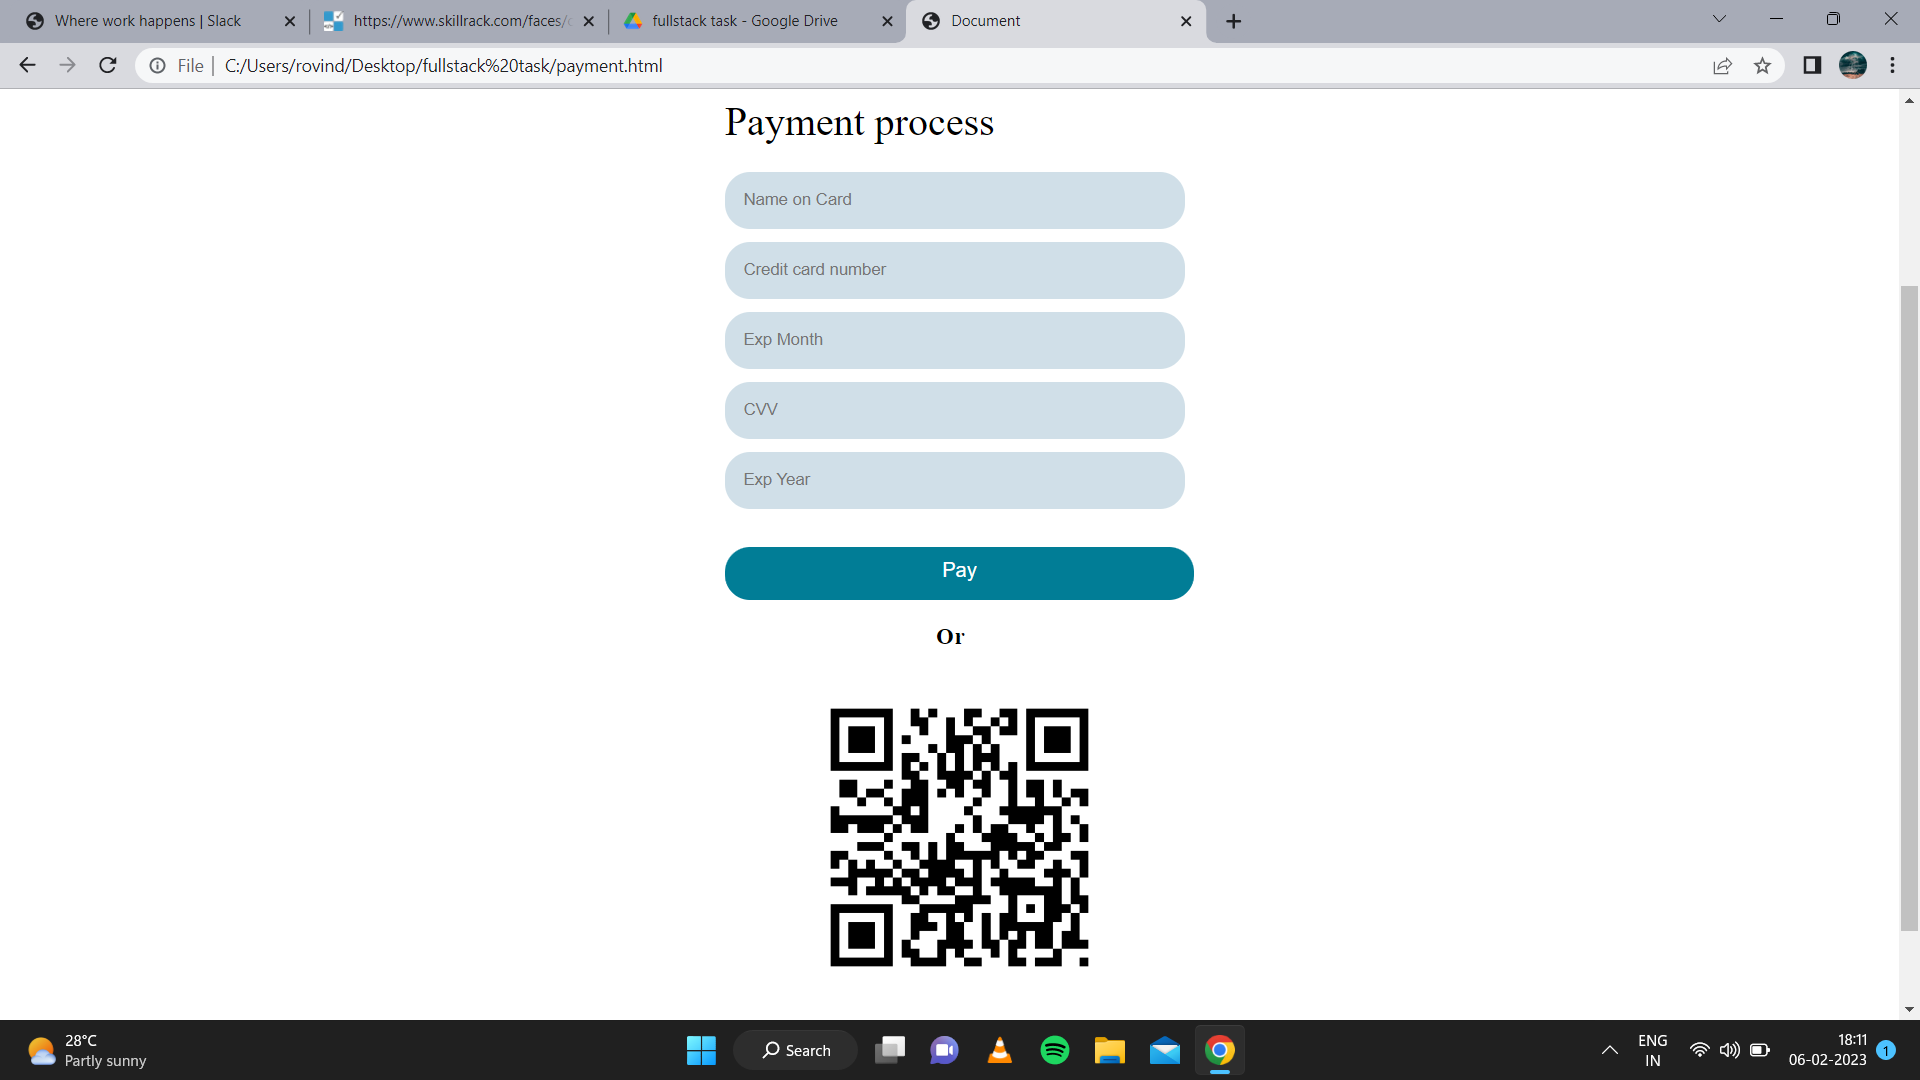 Where work happens | Slack
https://www.skillrack.com/faces/
fullstack task - Google Drive
Document
File | C:/Users/rovind/Desktop/fullstack%20task/payment.html
Payment process
Name on Card
Credit card number
Exp Month
CVV
Exp Year
Pay
Or
28°C
Partly sunny
Search
ENG
IN
18:11
06-02-2023
1